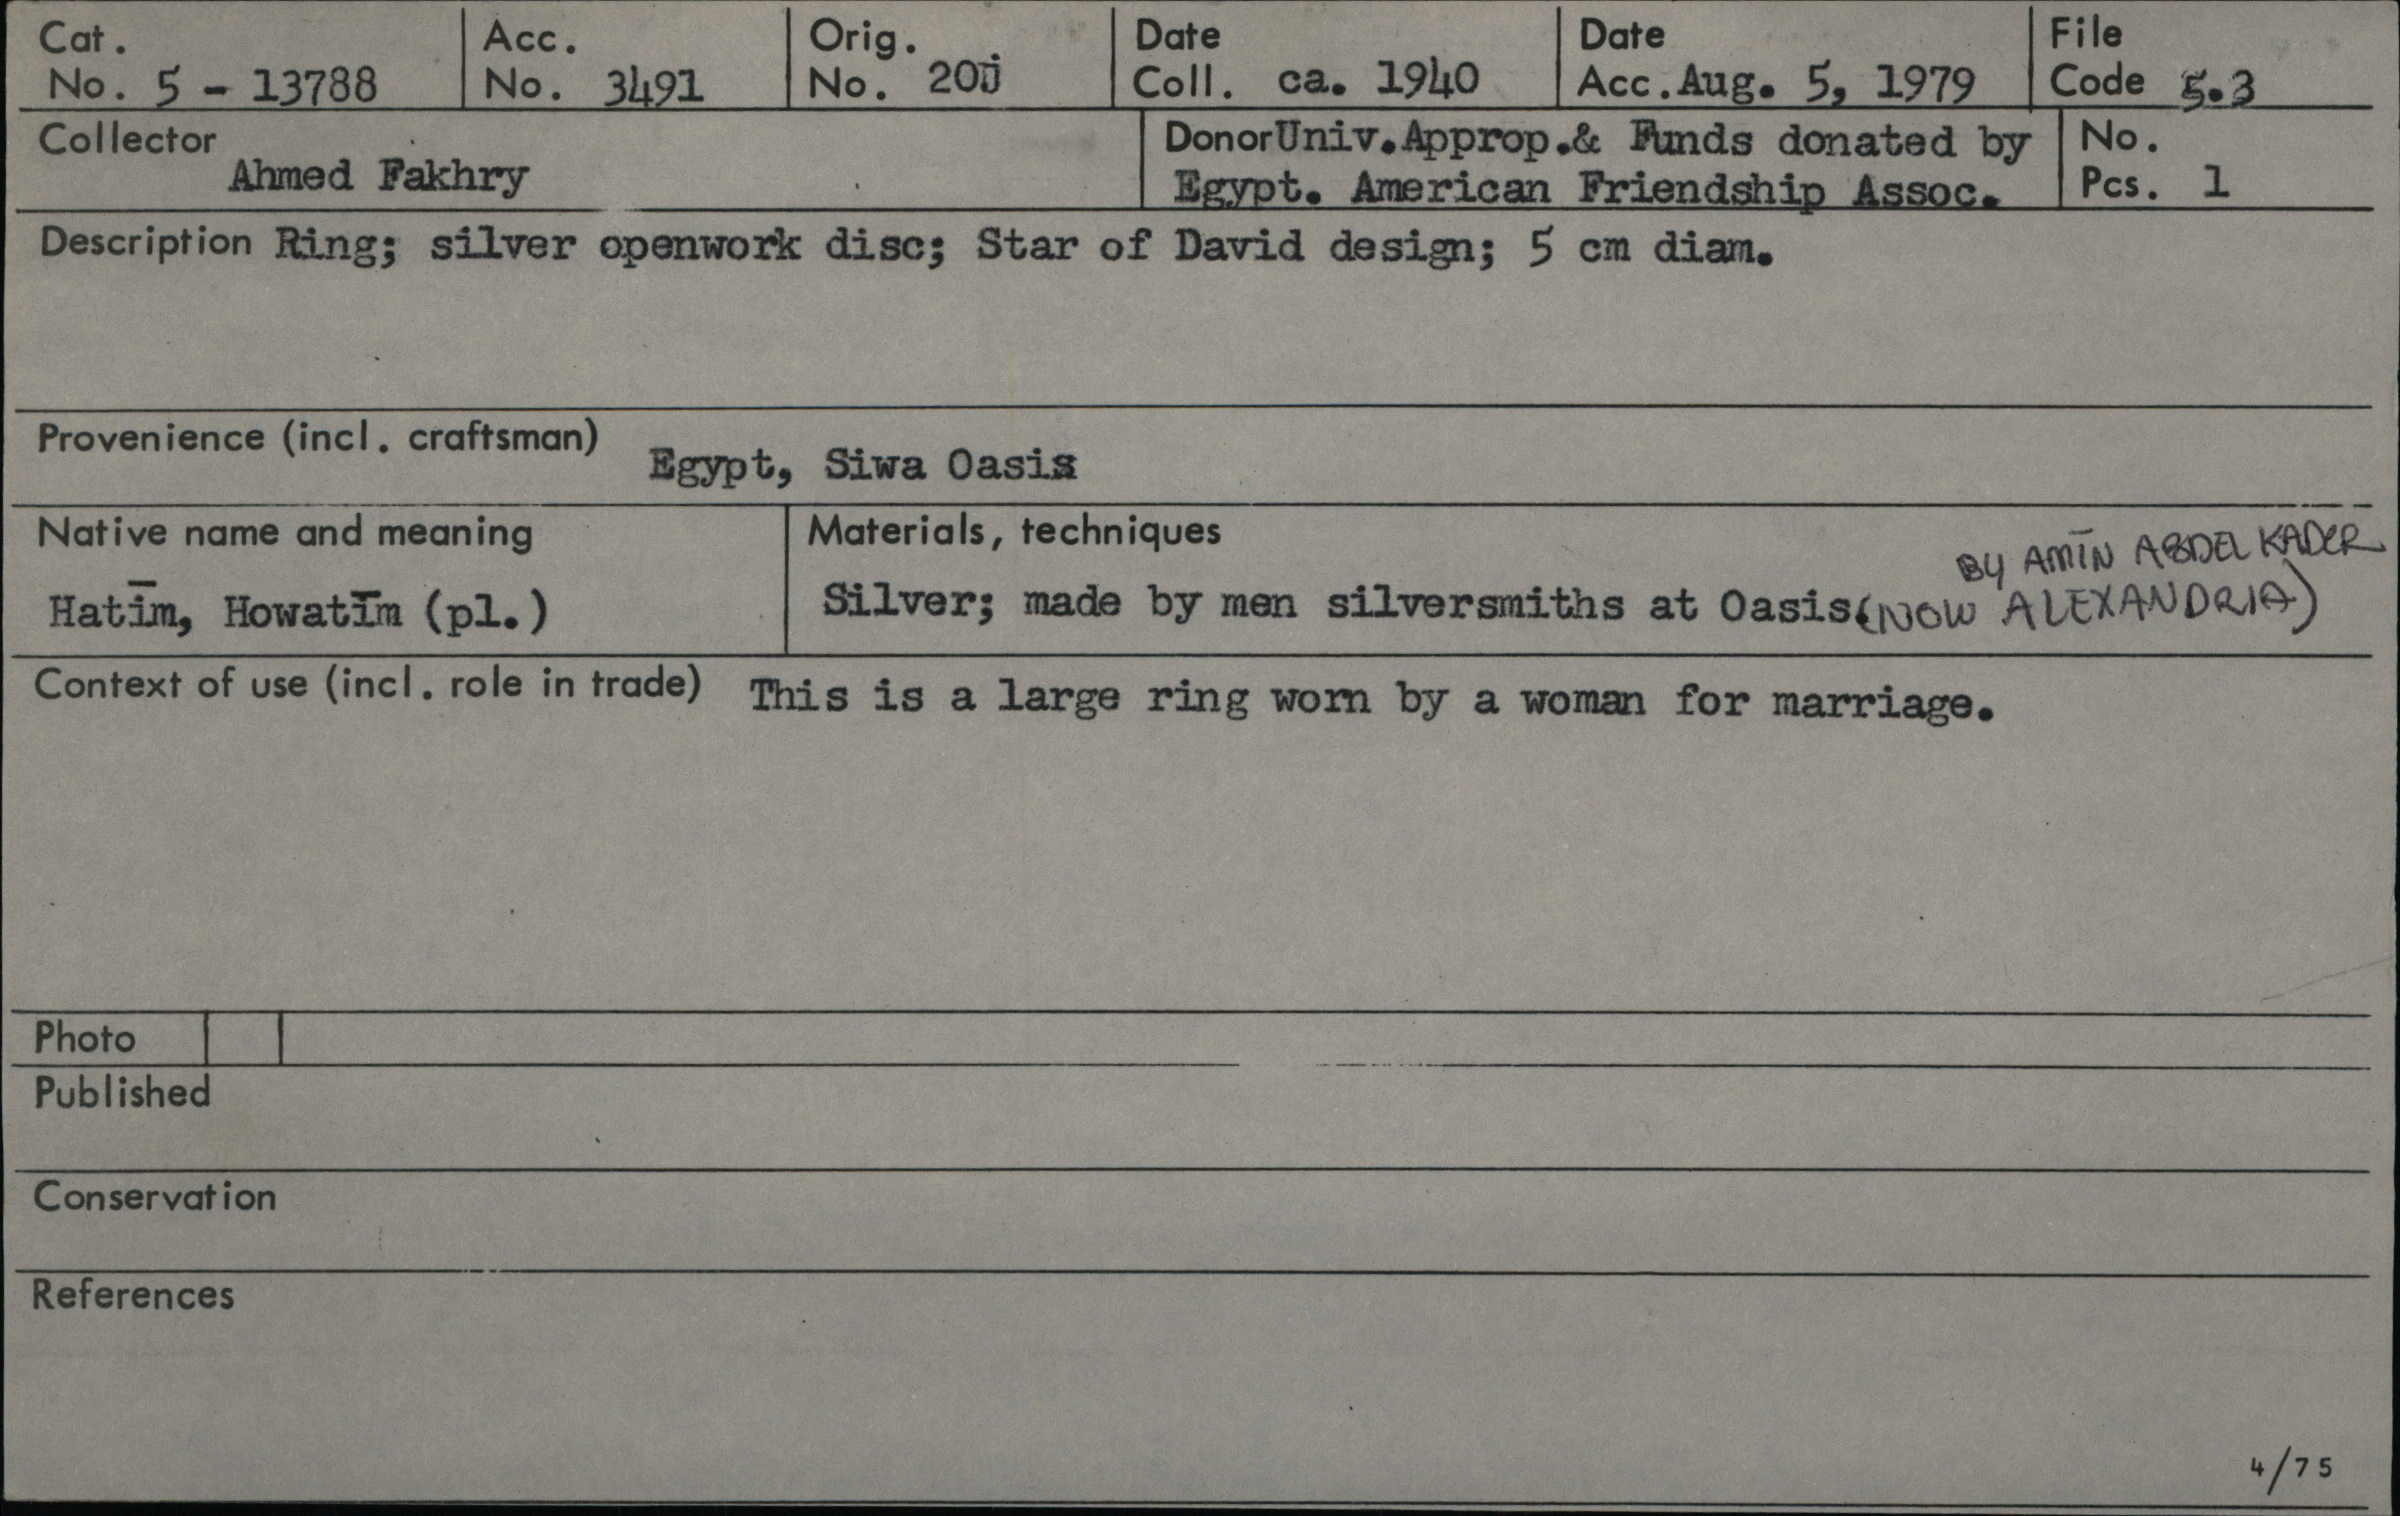 Cat. No. 5 - 13788
Acc. No. 3491
Orig. No. 20j
Date Coll. ca. 1940
Date Acc. Aug. 5, 1979
File Code 5.3
Collector
Ahmed Fakhry
Donor Univ. Approp. & Funds donated by
Egypt. American Friendship Assoc.
No. Pcs. 1
Description Ring; silver openwork disc; Star of David design; 5 cm diam.
Provenience (incl. craftsman)
Egypt, Siwa Oasis
Native name and meaning
Hatīm, Howatīm (pl.)
Materials, techniques
BY AMĪN ABDEL KADER
Silver; made by men silversmiths at Oasis. (NOW ALEXANDRIA)
Context of use (incl. role in trade) This is a large ring worn by a woman for marriage.
Photo
Published
Conservation
References
4/75